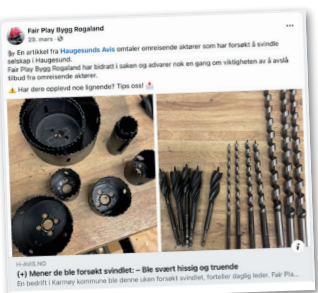 Fair Play Bygg Rogaland
29. mars ·
En artikkel fra Haugesunds Avis omtaler omreisende aktører som har forsøkt å svindle
selskap i Haugesund.
Fair Play Bygg Rogaland har bidratt i saken og advarer nok en gang om viktigheten av å avslå
tilbud fra omreisende aktører.
Har dere opplevd noe lignende? Tips oss!
H-AVIS.NO
(+) Mener de ble forsøkt svindlet: – Ble svært hissig og truende
En bedrift i Karmøy kommune ble denne uken forsøkt svindlet, forteller daglig leder. Fair Pla...